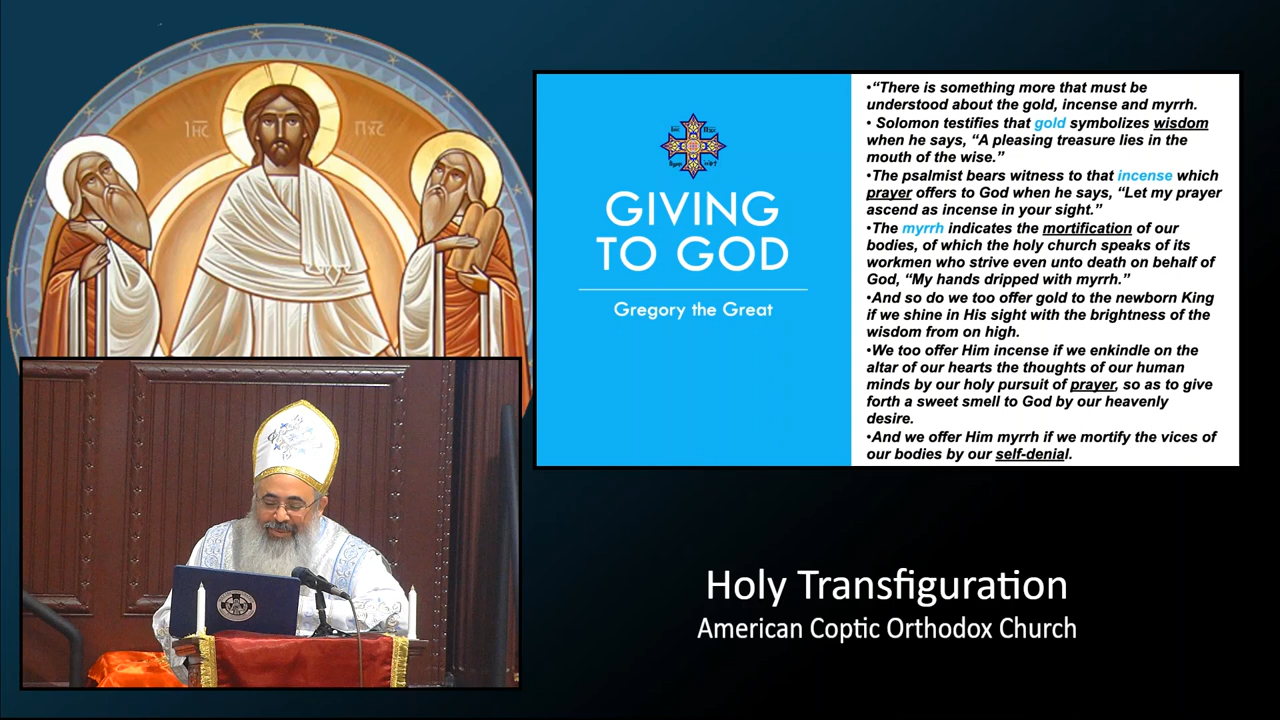 ΙΗC ΠΧC
GIVING
TO GOD
Gregory the Great
•“There is something more that must be
understood about the gold, incense and myrrh.
• Solomon testifies that gold symbolizes wisdom
when he says, “A pleasing treasure lies in the
mouth of the wise.”
•The psalmist bears witness to that incense which
prayer offers to God when he says, “Let my prayer
ascend as incense in your sight.”
•The myrrh indicates the mortification of our
bodies, of which the holy church speaks of its
workmen who strive even unto death on behalf of
God, “My hands dripped with myrrh.”
•And so do we too offer gold to the newborn King
if we shine in His sight with the brightness of the
wisdom from on high.
•We too offer Him incense if we enkindle on the
altar of our hearts the thoughts of our human
minds by our holy pursuit of prayer, so as to give
forth a sweet smell to God by our heavenly
desire.
•And we offer Him myrrh if we mortify the vices of
our bodies by our self-denial.
Holy Transfiguration
American Coptic Orthodox Church